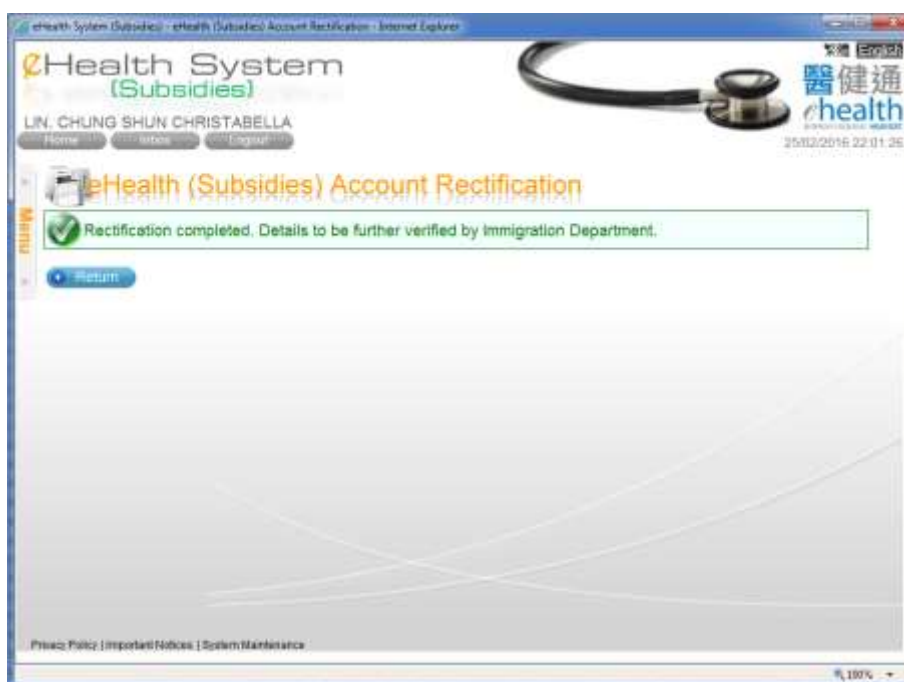 eHealth System (Subsidies) - eHealth (Subsidies) Account Rectification - Internet Explorer
eHealth System
(Subsidies)
繁體 English
醫健通
ehealth
LIN. CHUNG SHUN CHRISTABELLA
Home Inbox Logout
25/02/2016 22:01:26
eHealth (Subsidies) Account Rectification
Menu
Rectification completed. Details to be further verified by Immigration Department.
Return
Privacy Policy | Important Notices | System Maintenance
100%